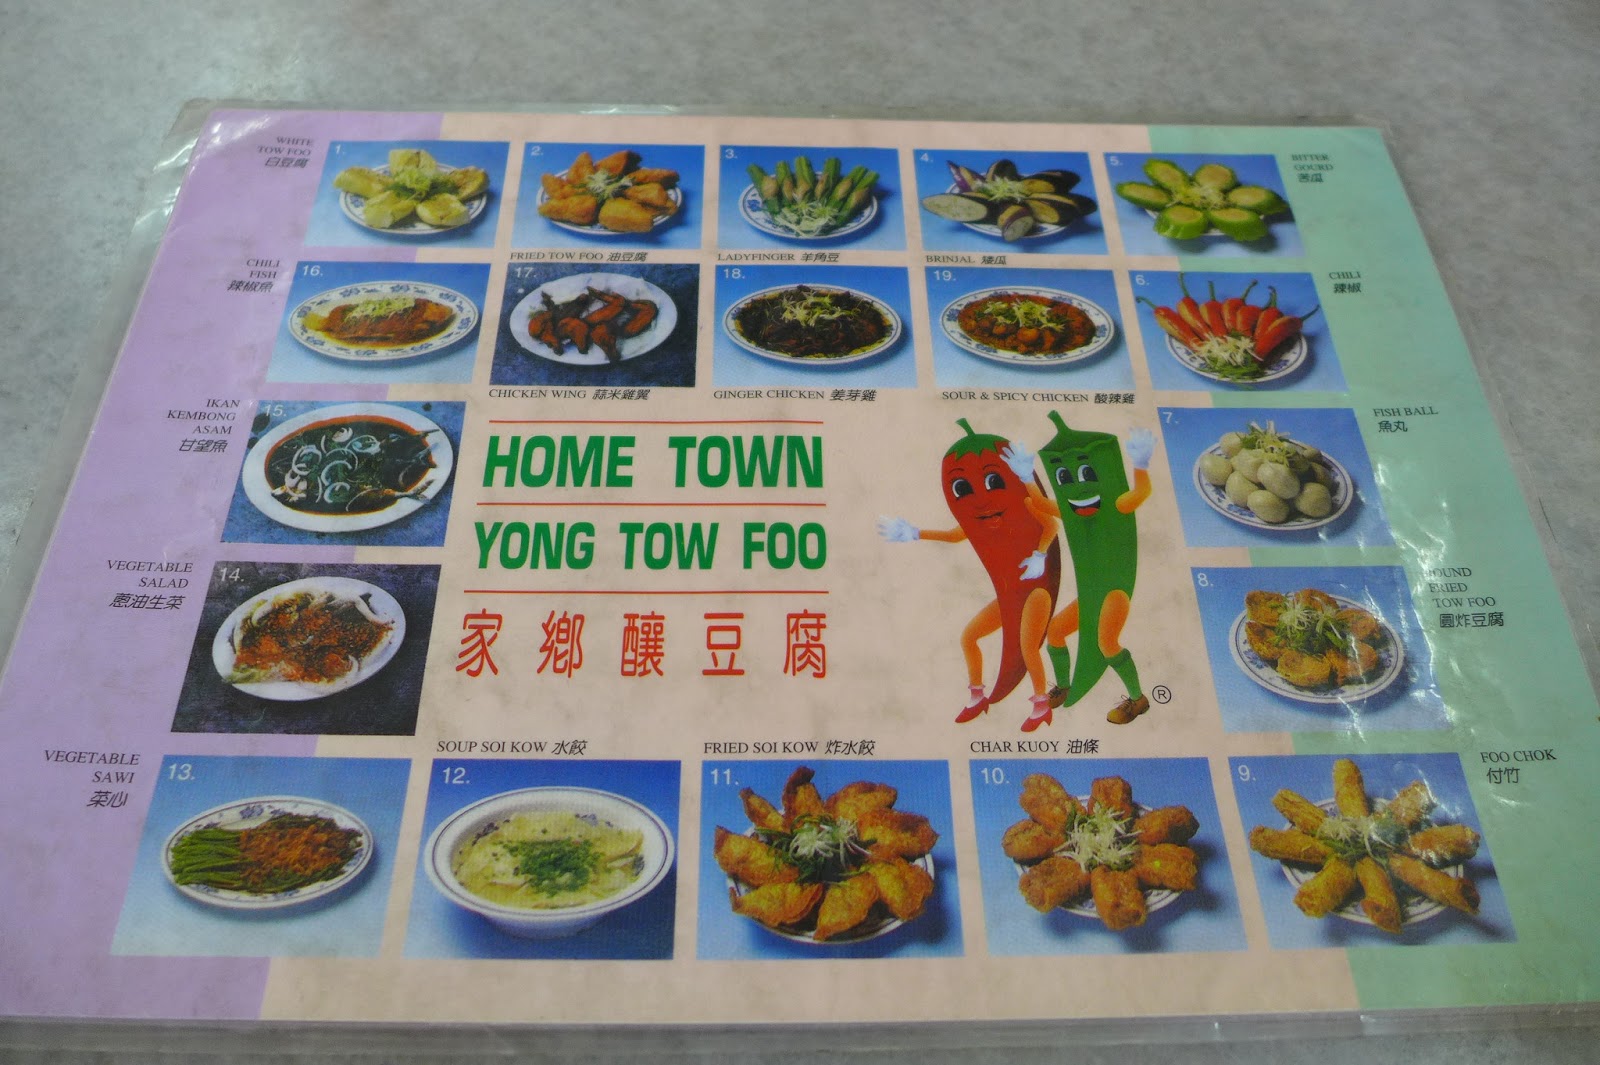 WHITE
TOW FOO
白豆腐
1.
2.
3.
4.
5.
BITTER
GOURD
苦瓜
FRIED TOW FOO 油豆腐
LADYFINGER 羊角豆
BRINJAL 矮瓜
CHILI
FISH
辣椒魚
16.
17.
18.
19.
6.
CHILI
辣椒
CHICKEN WING 蒜米雞翼
GINGER CHICKEN 姜芽雞
SOUR & SPICY CHICKEN 酸辣雞
IKAN
KEMBONG
ASAM
甘望魚
15.
HOME TOWN
YONG TOW FOO
家鄉釀豆腐
®
7.
FISH BALL
魚丸
VEGETABLE
SALAD
蔥油生菜
14.
8.
FRIED
TOW FOO
圓炸豆腐
VEGETABLE
SAWI
菜心
13.
SOUP SOI KOW 水餃
12.
FRIED SOI KOW 炸水餃
11.
CHAR KUOY 油條
10.
9.
FOO CHOK
付竹